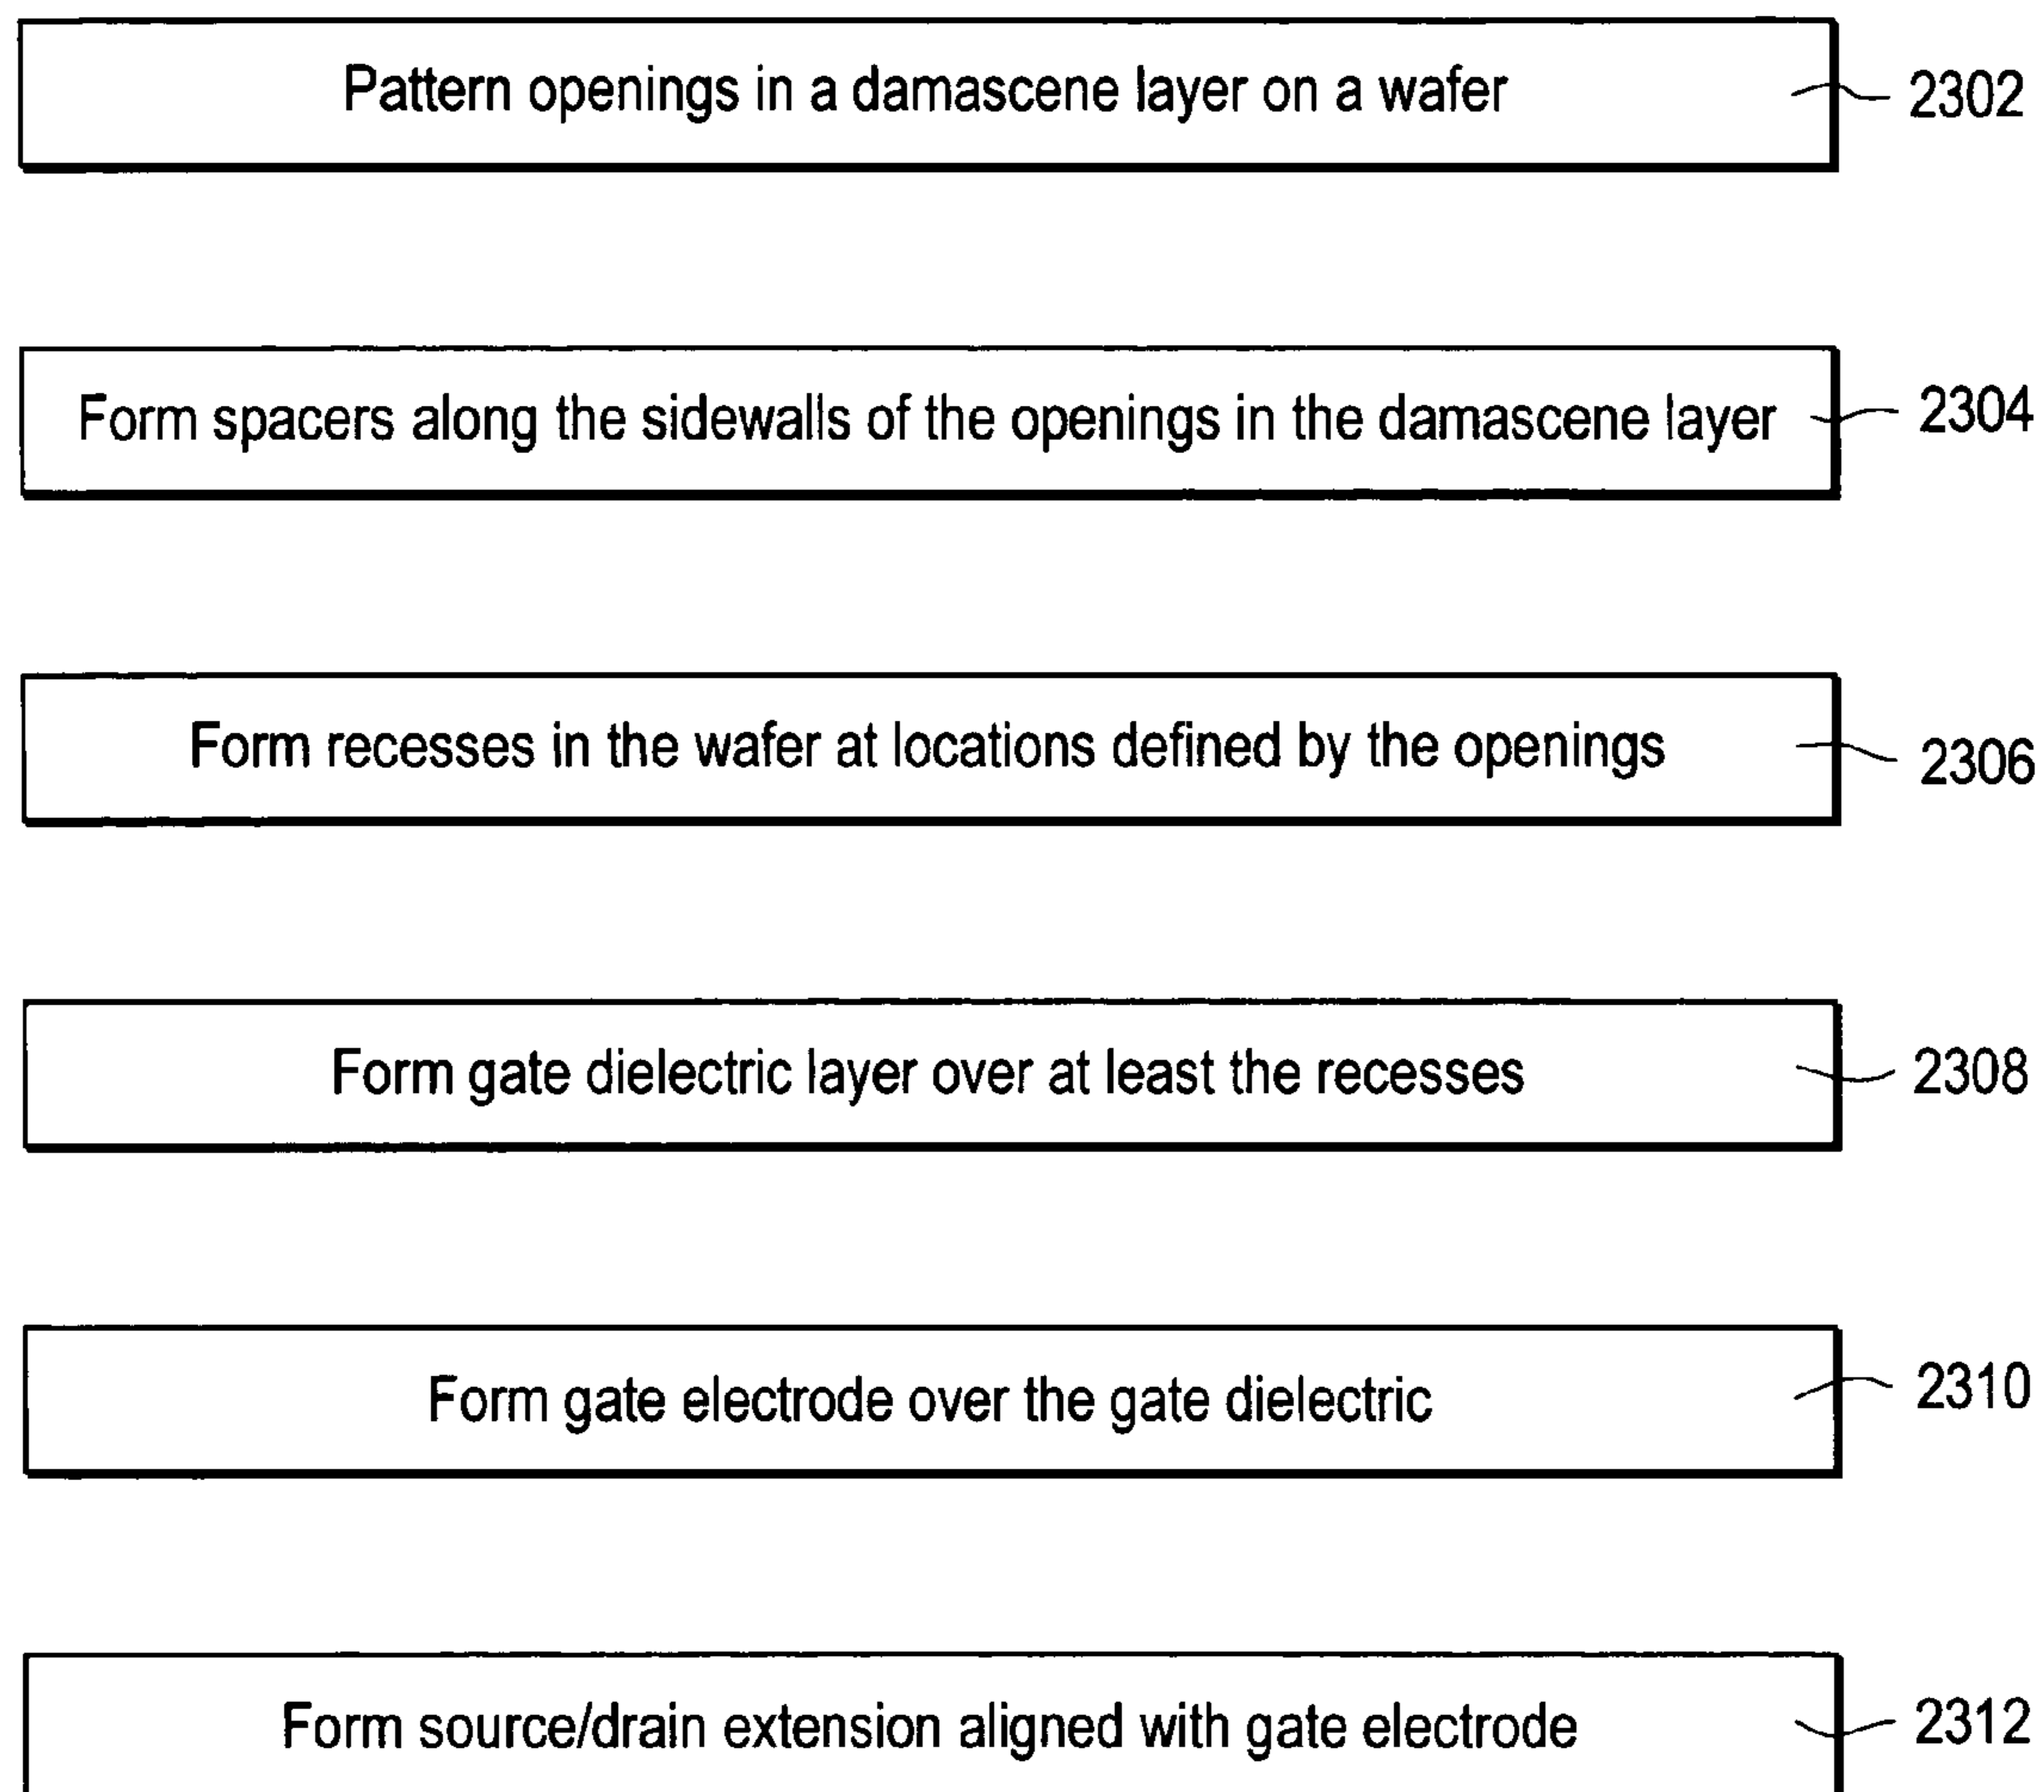 Pattern openings in a damascene layer on a wafer 2302
Form spacers along the sidewalls of the openings in the damascene layer 2304
Form recesses in the wafer at locations defined by the openings 2306
Form gate dielectric layer over at least the recesses 2308
Form gate electrode over the gate dielectric 2310
Form source/drain extension aligned with gate electrode 2312